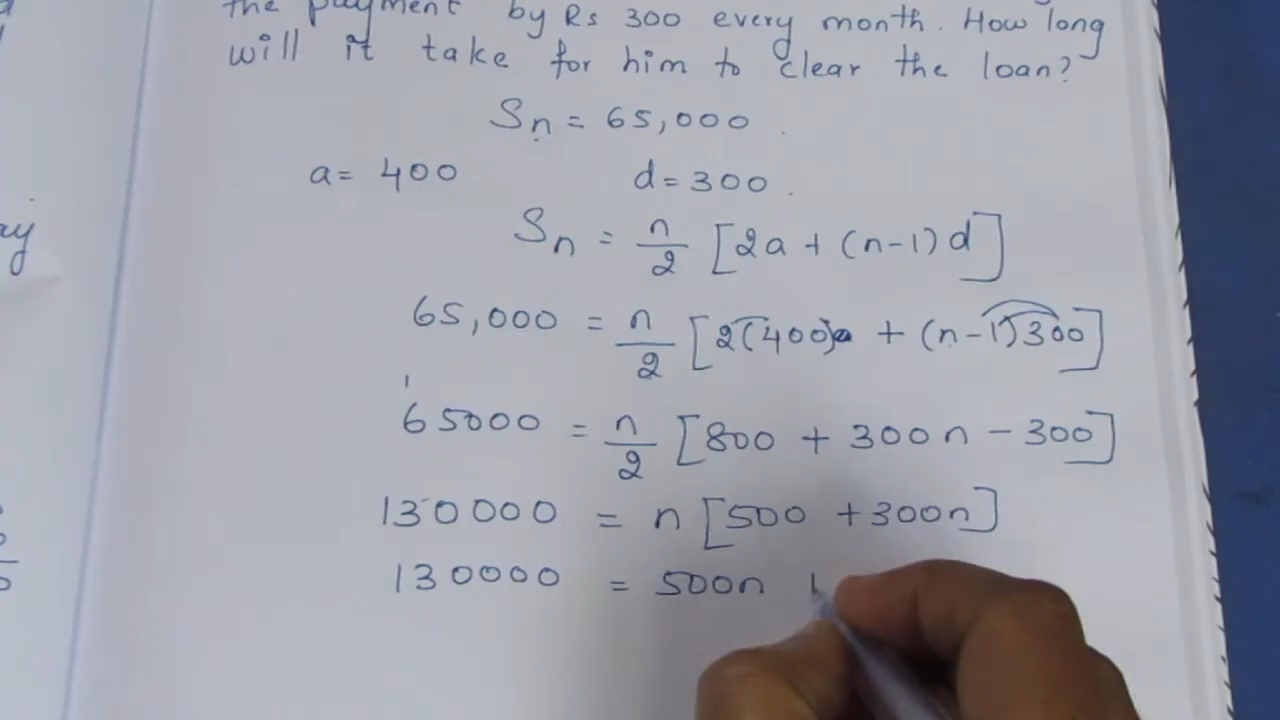 the payment by Rs 300 every month. How long
will it take for him to clear the loan?
Sn = 65,000.
a = 400 d = 300.
Sn = n/2 [2a + (n-1)d]
65,000 = n/2 [2(400) + (n-1)300]
1
65000 = n/2 [800 + 300n - 300]
130000 = n[500 + 300n]
130000 = 500n